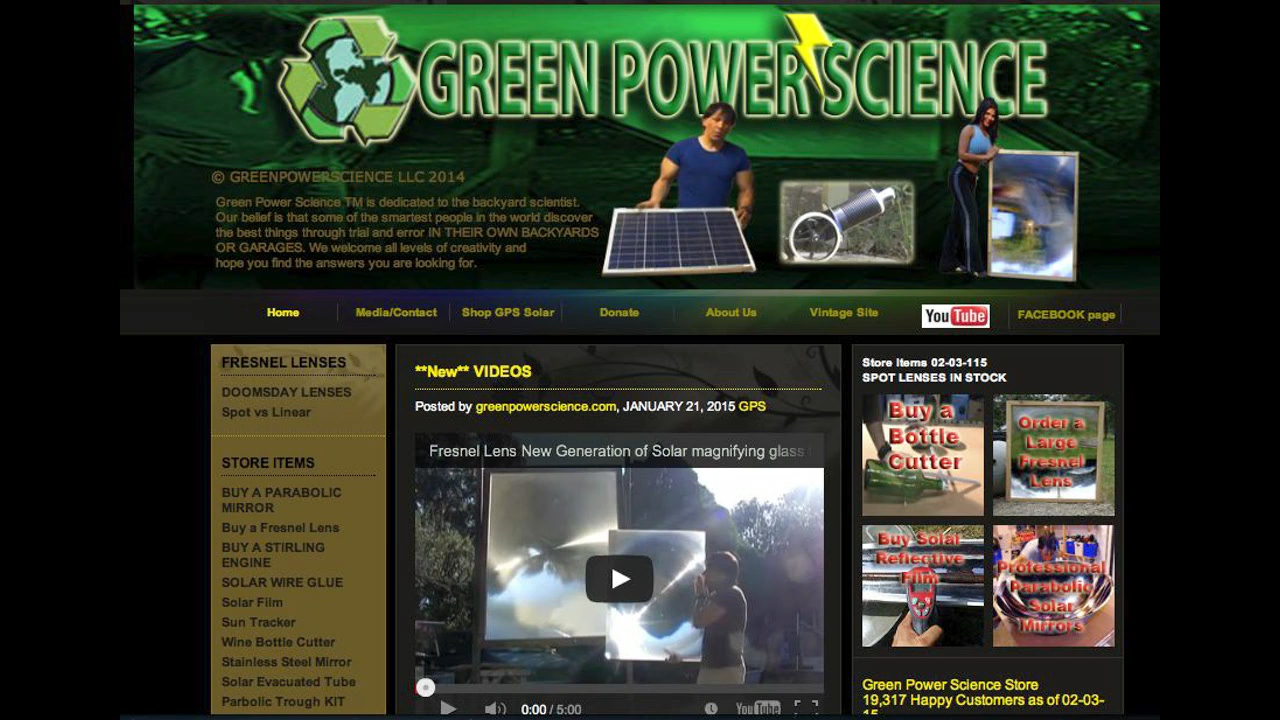 GREEN POWER SCIENCE
© GREENPOWERSCIENCE LLC 2014
Green Power Science TM is dedicated to the backyard scientist.
Our belief is that some of the smartest people in the world discover
the best things through trial and error IN THEIR OWN BACKYARDS
OR GARAGES. We welcome all levels of creativity and
hope you find the answers you are looking for.
Home
Media/Contact
Shop GPS Solar
Donate
About Us
Vintage Site
YouTube
FACEBOOK page
FRESNEL LENSES
DOOMSDAY LENSES
Spot vs Linear
STORE ITEMS
BUY A PARABOLIC
MIRROR
Buy a Fresnel Lens
BUY A STIRLING
ENGINE
SOLAR WIRE GLUE
Solar Film
Sun Tracker
Wine Bottle Cutter
Stainless Steel Mirror
Solar Evacuated Tube
Parbolic Trough KIT
**New** VIDEOS
Posted by greenpowerscience.com, JANUARY 21, 2015 GPS
Fresnel Lens New Generation of Solar magnifying glass
0:00 / 5:00
YouTube
Store Items 02-03-115
SPOT LENSES IN STOCK
Buy a
Bottle
Cutter
Order a
Large
Fresnel
Lens
Buy Solar
Reflective
Film
Professional
Parabolic
Solar
Mirrors
Green Power Science Store
19,317 Happy Customers as of 02-03-
15